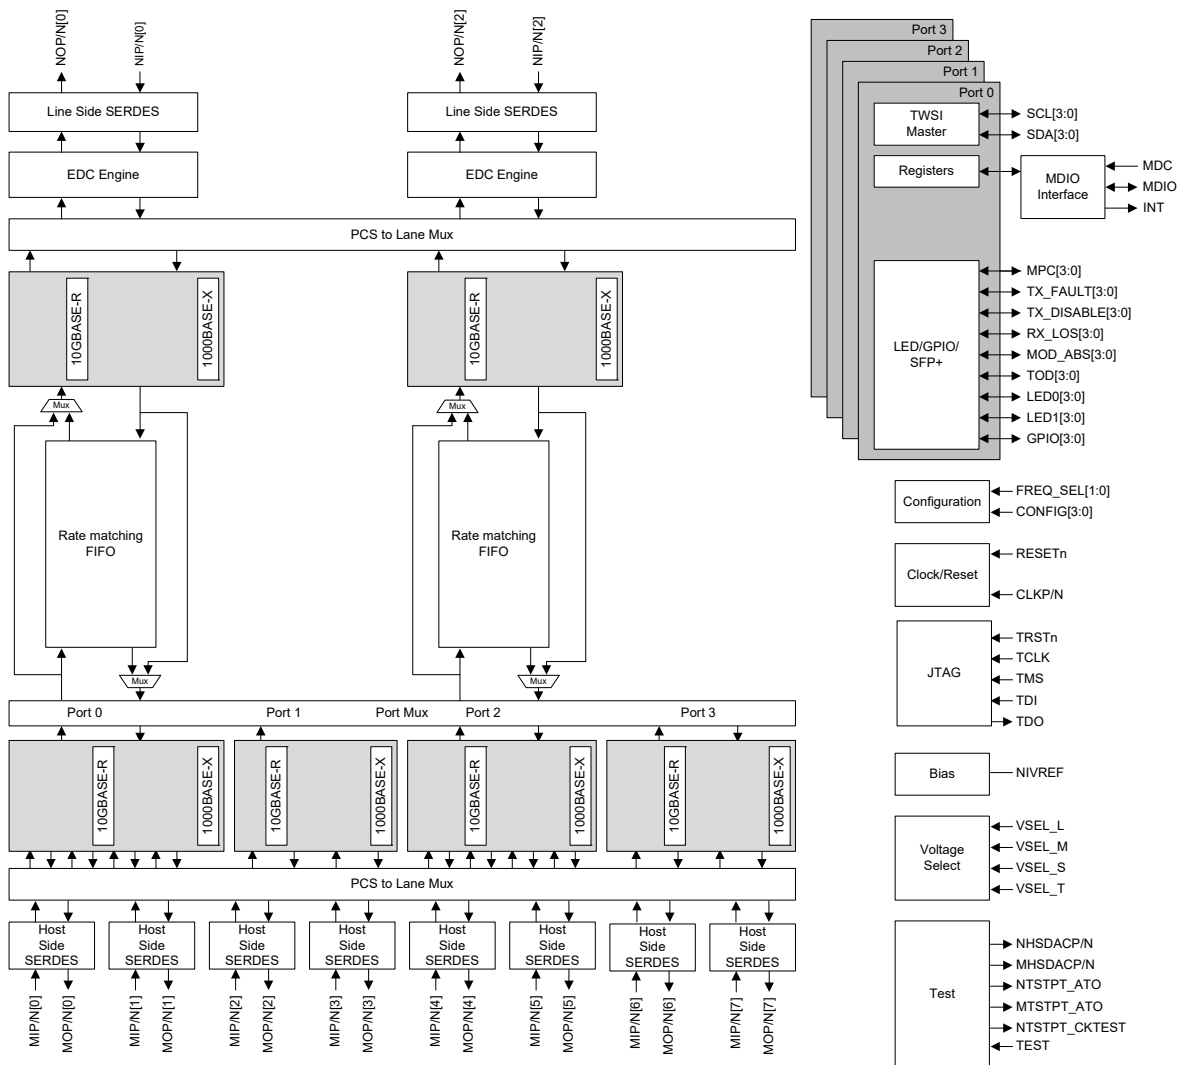 NOP/N[0]
NIP/N[0]
NOP/N[2]
NIP/N[2]
Line Side SERDES
Line Side SERDES
EDC Engine
EDC Engine
PCS to Lane Mux
10GBASE-R
1000BASE-X
10GBASE-R
1000BASE-X
Mux
Mux
Rate matching
FIFO
Rate matching
FIFO
Mux
Mux
Port 0
Port 1
Port Mux
Port 2
Port 3
10GBASE-R
1000BASE-X
10GBASE-R
1000BASE-X
10GBASE-R
1000BASE-X
PCS to Lane Mux
Host
Side
SERDES
Host
Side
SERDES
Host
Side
SERDES
Host
Side
SERDES
Host
Side
SERDES
Host
Side
SERDES
Host
Side
SERDES
Host
Side
SERDES
MIP/N[0]
MOP/N[0]
MIP/N[1]
MOP/N[1]
MIP/N[2]
MOP/N[2]
MIP/N[3]
MOP/N[3]
MIP/N[4]
MOP/N[4]
MIP/N[5]
MOP/N[5]
MIP/N[6]
MOP/N[6]
MIP/N[7]
MOP/N[7]
Port 3
Port 2
Port 1
Port 0
TWSI
Master
SCL[3:0]
SDA[3:0]
Registers
MDIO
Interface
MDC
MDIO
INT
LED/GPIO/
SFP+
MPC[3:0]
TX_FAULT[3:0]
TX_DISABLE[3:0]
RX_LOS[3:0]
MOD_ABS[3:0]
TOD[3:0]
LED0[3:0]
LED1[3:0]
GPIO[3:0]
Configuration
FREQ_SEL[1:0]
CONFIG[3:0]
Clock/Reset
RESETn
CLKP/N
JTAG
TRSTn
TCLK
TMS
TDI
TDO
Bias
NIVREF
Voltage
Select
VSEL_L
VSEL_M
VSEL_S
VSEL_T
Test
NHSDACP/N
MHSDACP/N
NTSTPT_ATO
MTSTPT_ATO
NTSTPT_CKTEST
TEST